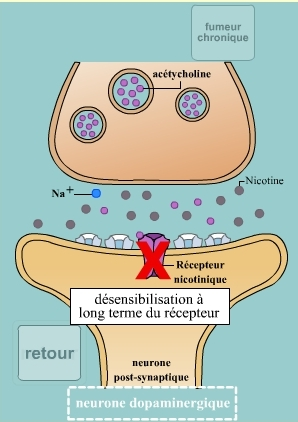 fumeur
chronique
acétycholine
Na+
Nicotine
Récepteur
nicotinique
désensibilisation à
long terme du récepteur
retour
neurone
post-synaptique
neurone dopaminergique